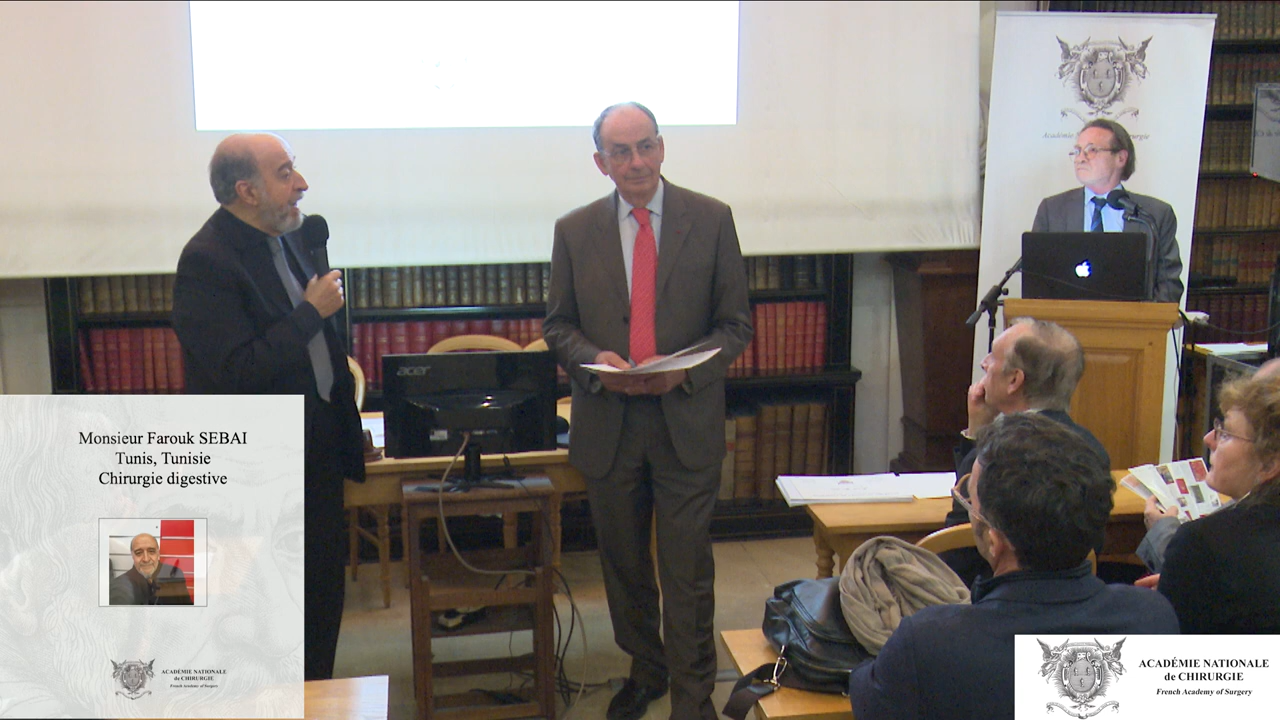 Académie
acer
Monsieur Farouk SEBAI
Tunis, Tunisie
Chirurgie digestive
ACADÉMIE NATIONALE
de CHIRURGIE
French Academy of Surgery
ACADÉMIE NATIONALE
de CHIRURGIE
French Academy of Surgery